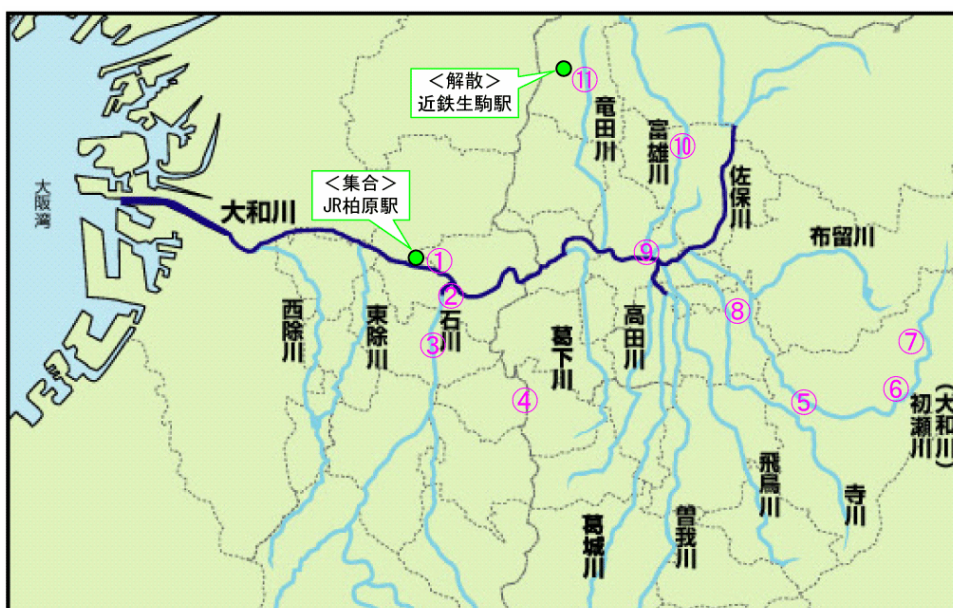 ＜解散＞
近鉄生駒駅
⑪
竜田川
富雄川
⑩
佐保川
＜集合＞
JR柏原駅
大阪湾
大和川
①
②
⑨
布留川
西除川
東除川
石川
③
④
葛下川
高田川
⑧
⑦
⑥
⑤
初瀬川
(大和川)
葛城川
曽我川
飛鳥川
寺川